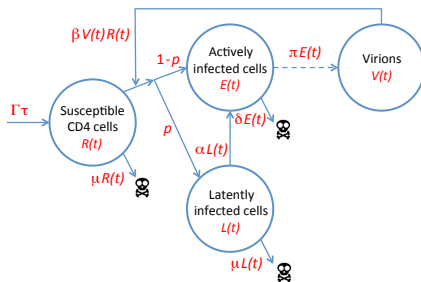 βV(t)R(t)
1-p
Actively
infected cells
E(t)
πE(t)
Virions
V(t)
Γτ
Susceptible
CD4 cells
R(t)
p
δE(t)
αL(t)
μR(t)
Latently
infected cells
L(t)
μL(t)